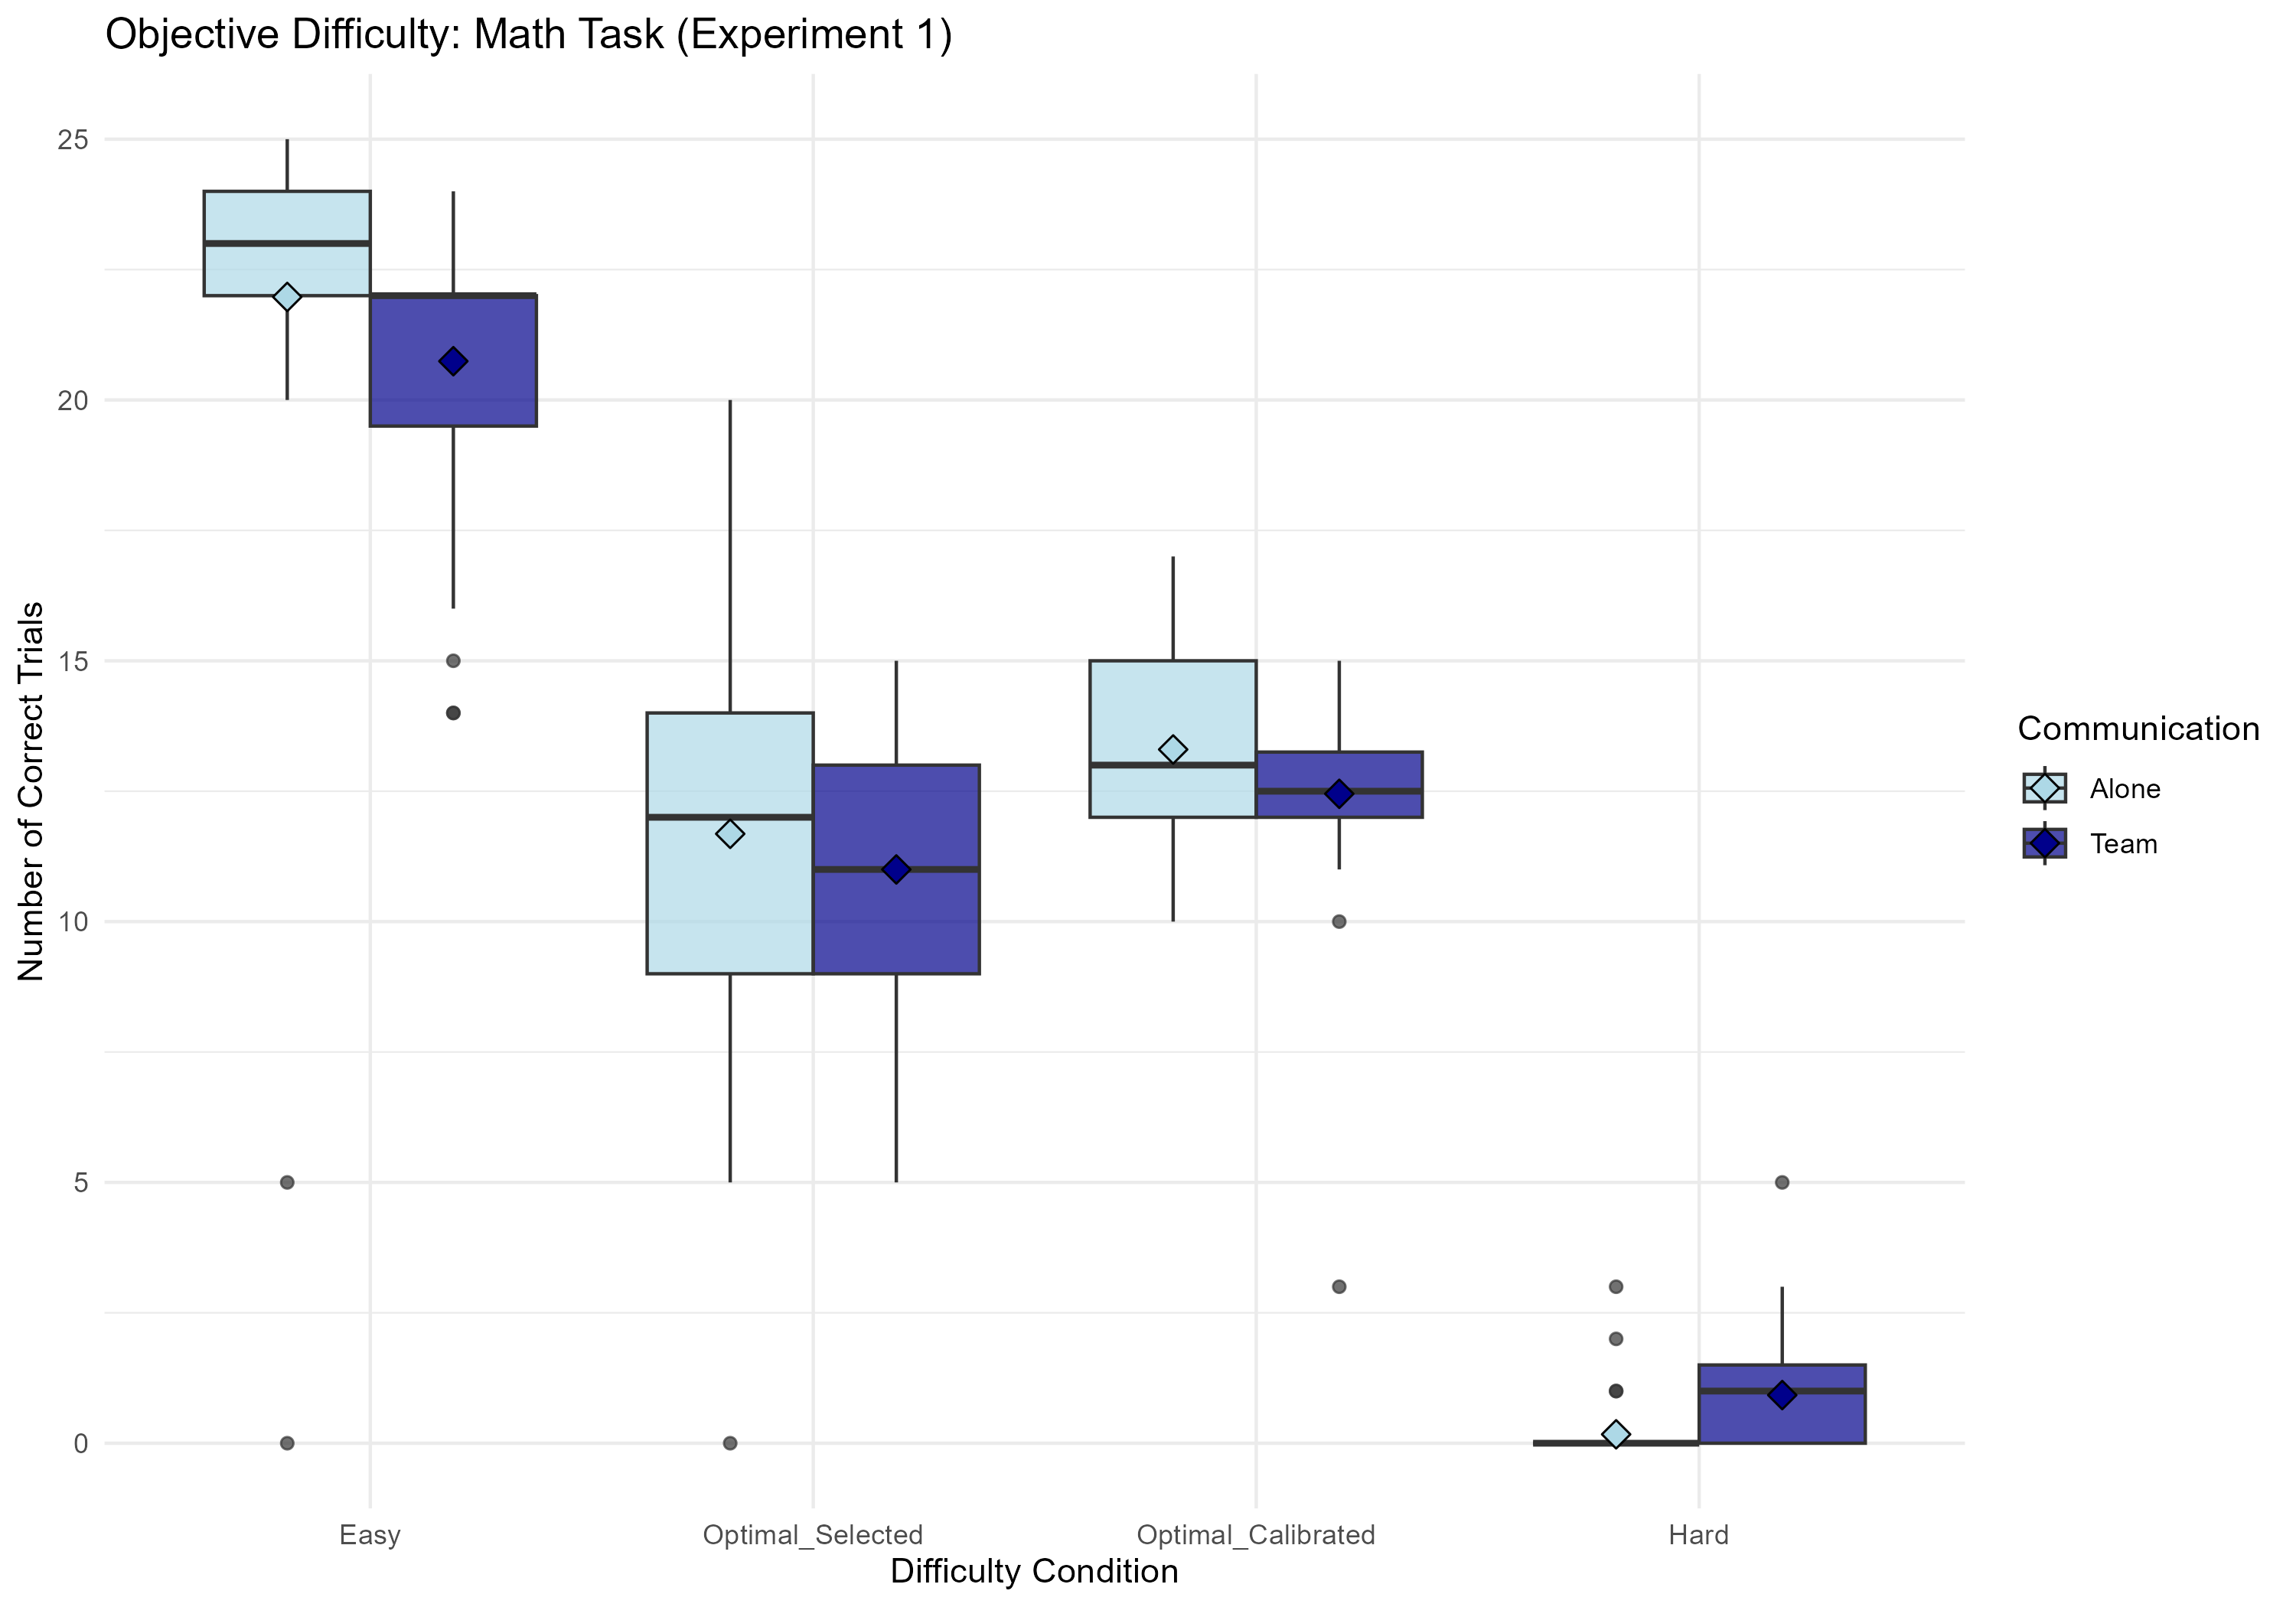 Objective Difficulty: Math Task (Experiment 1)
Number of Correct Trials
25
20
15
10
5
0
Easy
Optimal_Selected
Optimal_Calibrated
Hard
Difficulty Condition
Communication
Alone
Team